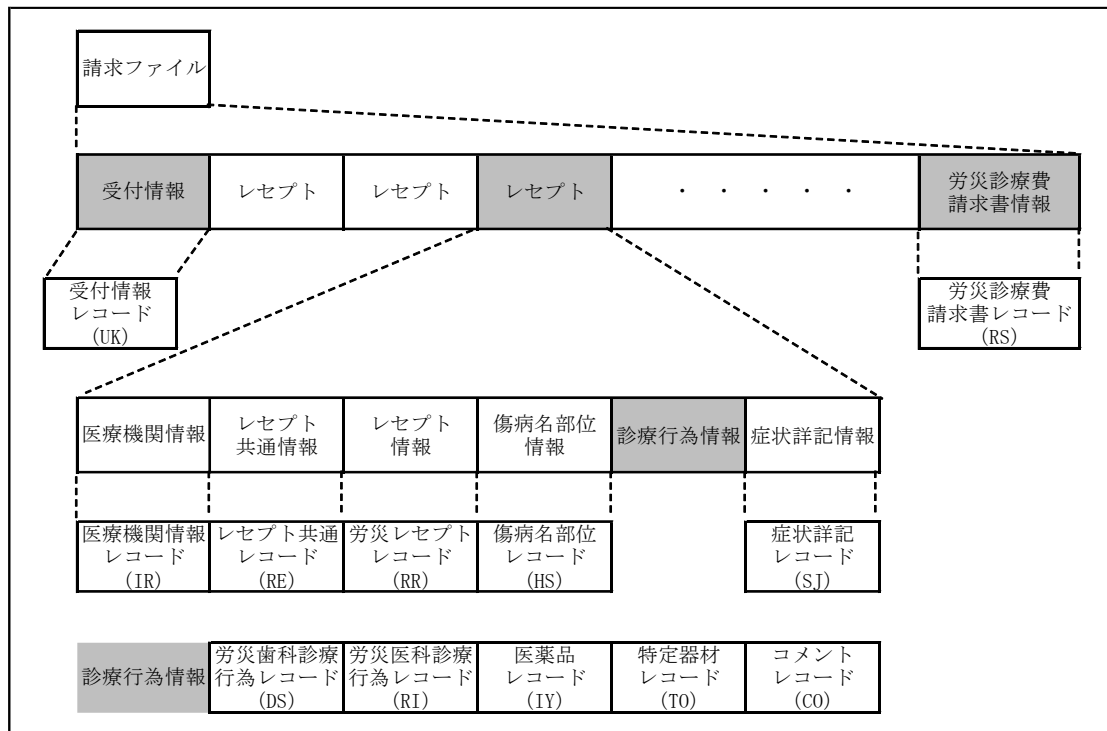 請求ファイル
受付情報
レセプト
レセプト
レセプト
・ ・ ・ ・ ・
労災診療費
請求書情報
受付情報
レコード
(UK)
労災診療費
請求書レコード
(RS)
医療機関情報
レセプト
共通情報
レセプト
情報
傷病名部位
情報
診療行為情報
症状詳記情報
医療機関情報
レコード
(IR)
レセプト共通
レコード
(RE)
労災レセプト
レコード
(RR)
傷病名部位
レコード
(HS)
症状詳記
レコード
(SJ)
診療行為情報
労災歯科診療
行為レコード
(DS)
労災医科診療
行為レコード
(RI)
医薬品
レコード
(IY)
特定器材
レコード
(TO)
コメント
レコード
(CO)